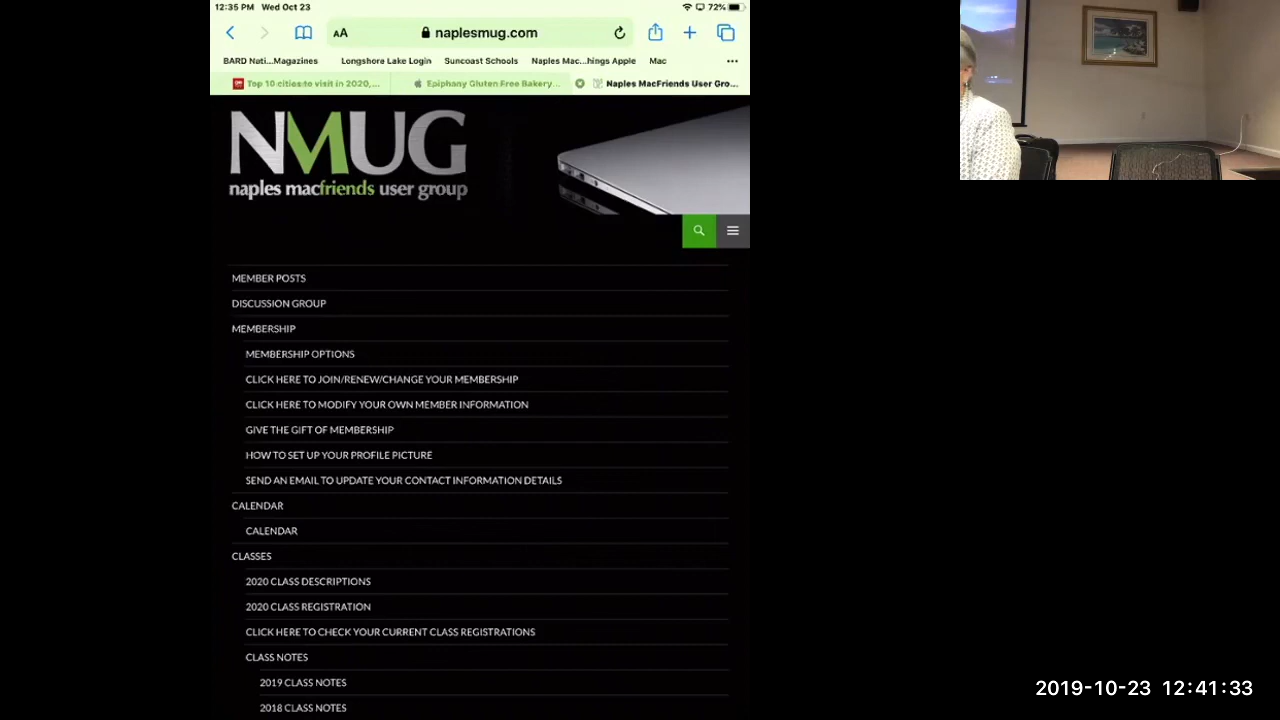 12:35 PM Wed Oct 23
72%
AA
naplesmug.com
BARD Nati...Magazines Longshore Lake Login Suncoast Schools Naples Mac...hings Apple Mac
Top 10 cities to visit in 2020,... Epiphany Gluten Free Bakery... Naples MacFriends User Gro...
NMUG
naples macfriends user group
MEMBER POSTS
DISCUSSION GROUP
MEMBERSHIP
MEMBERSHIP OPTIONS
CLICK HERE TO JOIN/RENEW/CHANGE YOUR MEMBERSHIP
CLICK HERE TO MODIFY YOUR OWN MEMBER INFORMATION
GIVE THE GIFT OF MEMBERSHIP
HOW TO SET UP YOUR PROFILE PICTURE
SEND AN EMAIL TO UPDATE YOUR CONTACT INFORMATION DETAILS
CALENDAR
CALENDAR
CLASSES
2020 CLASS DESCRIPTIONS
2020 CLASS REGISTRATION
CLICK HERE TO CHECK YOUR CURRENT CLASS REGISTRATIONS
CLASS NOTES
2019 CLASS NOTES
2018 CLASS NOTES
2019-10-23 12:41:33